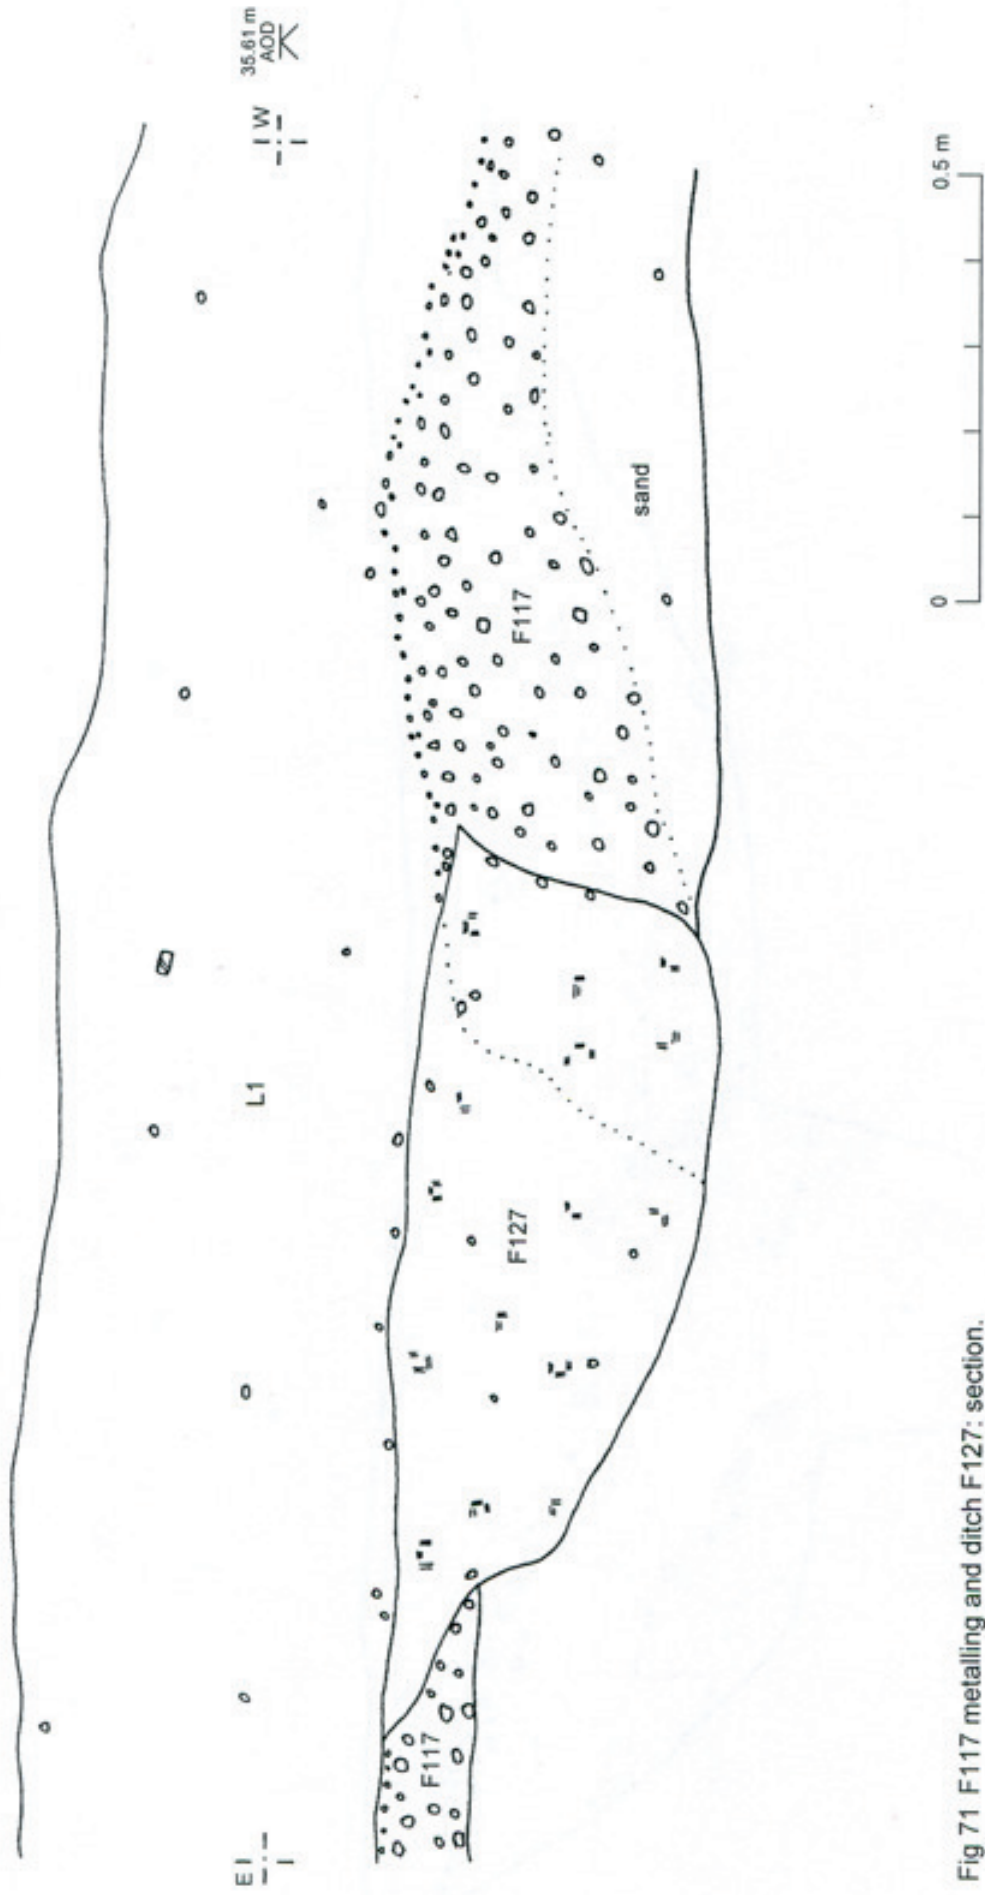 E
W
35.61 m
AOD
L1
F117
F127
F117
sand
0
0.5 m
Fig 71 F117 metalling and ditch F127: section.